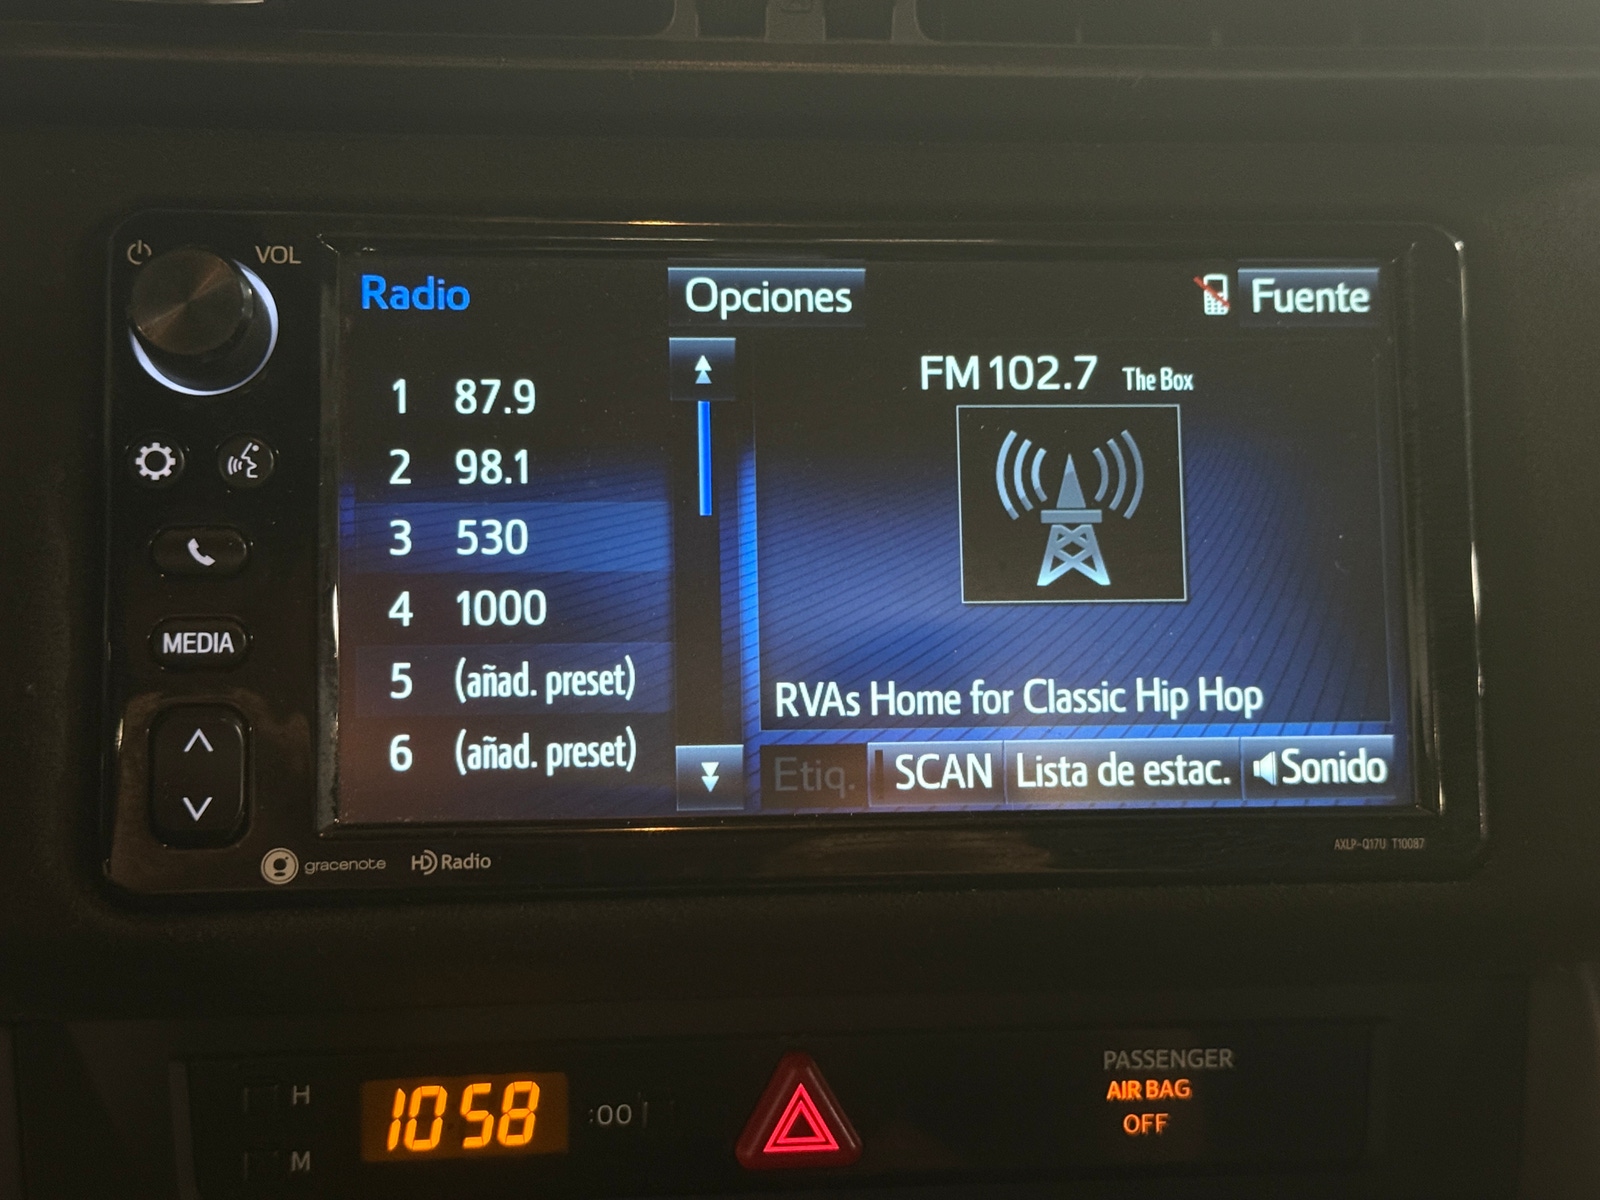 VOL
Radio
Opciones
Fuente
FM 102.7 The Box
1 87.9
2 98.1
3 530
4 1000
5 (añad. preset)
6 (añad. preset)
MEDIA
RVAs Home for Classic Hip Hop
Etiq.
SCAN
Lista de estac.
Sonido
gracenote
HD Radio
AXLP-Q17U T10087
H
M
10 58
:00
PASSENGER
AIR BAG
OFF